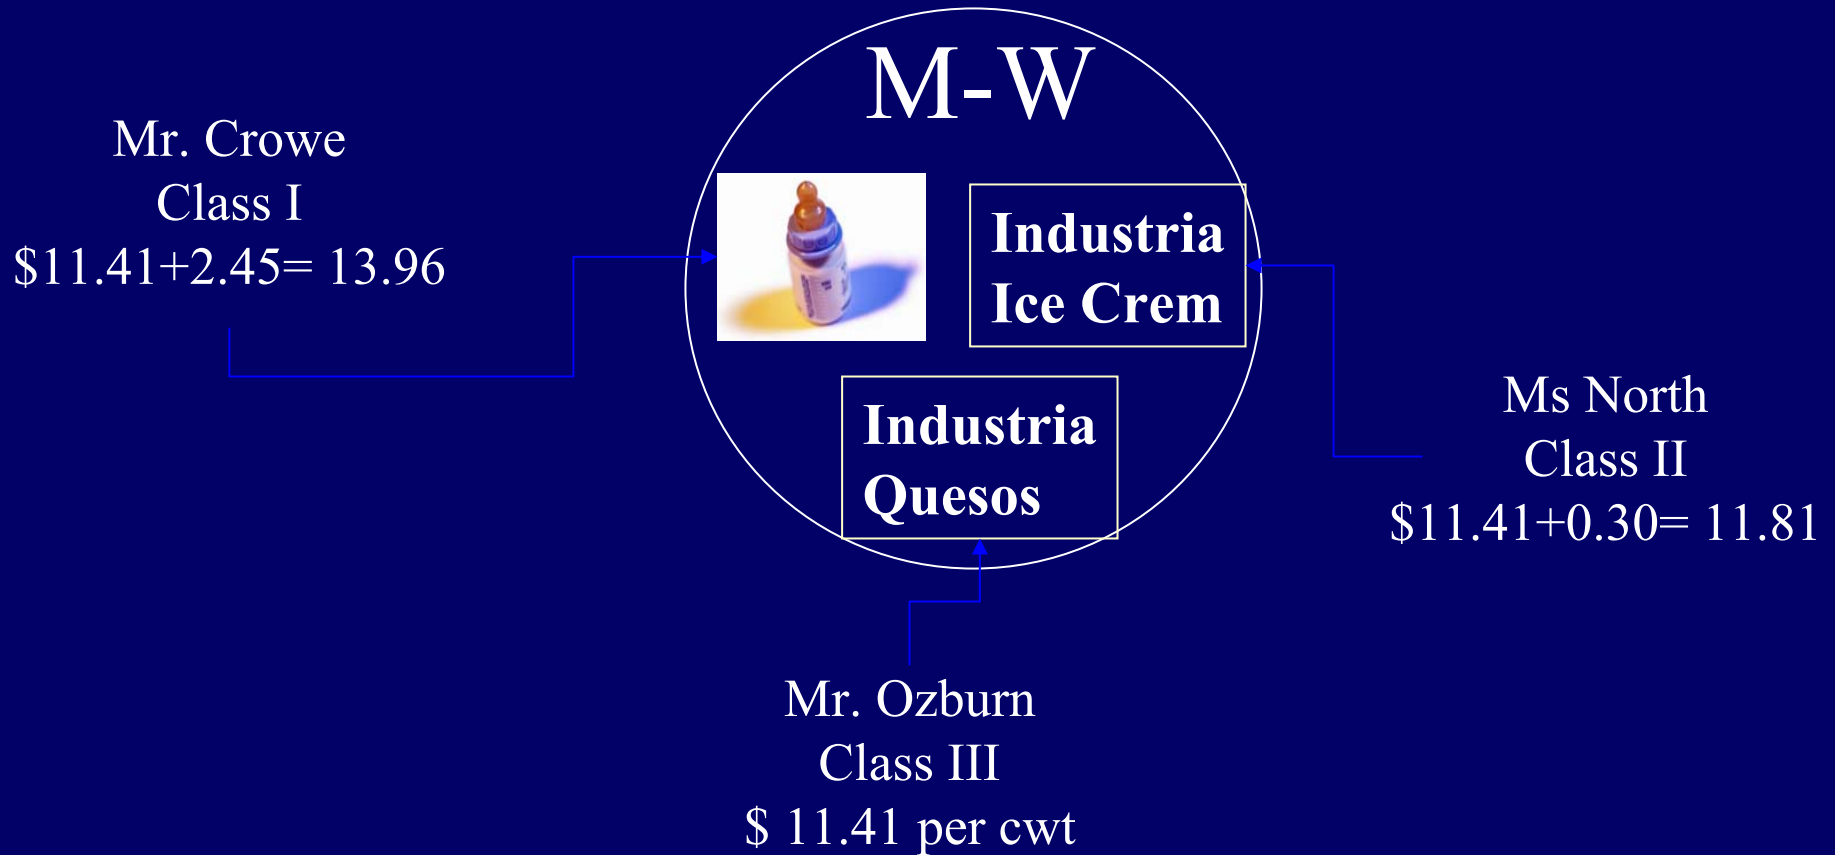 M-W
Mr. Crowe
Class I
$11.41+2.45= 13.96
Industria
Ice Crem
Industria
Quesos
Ms North
Class II
$11.41+0.30= 11.81
Mr. Ozburn
Class III
$ 11.41 per cwt